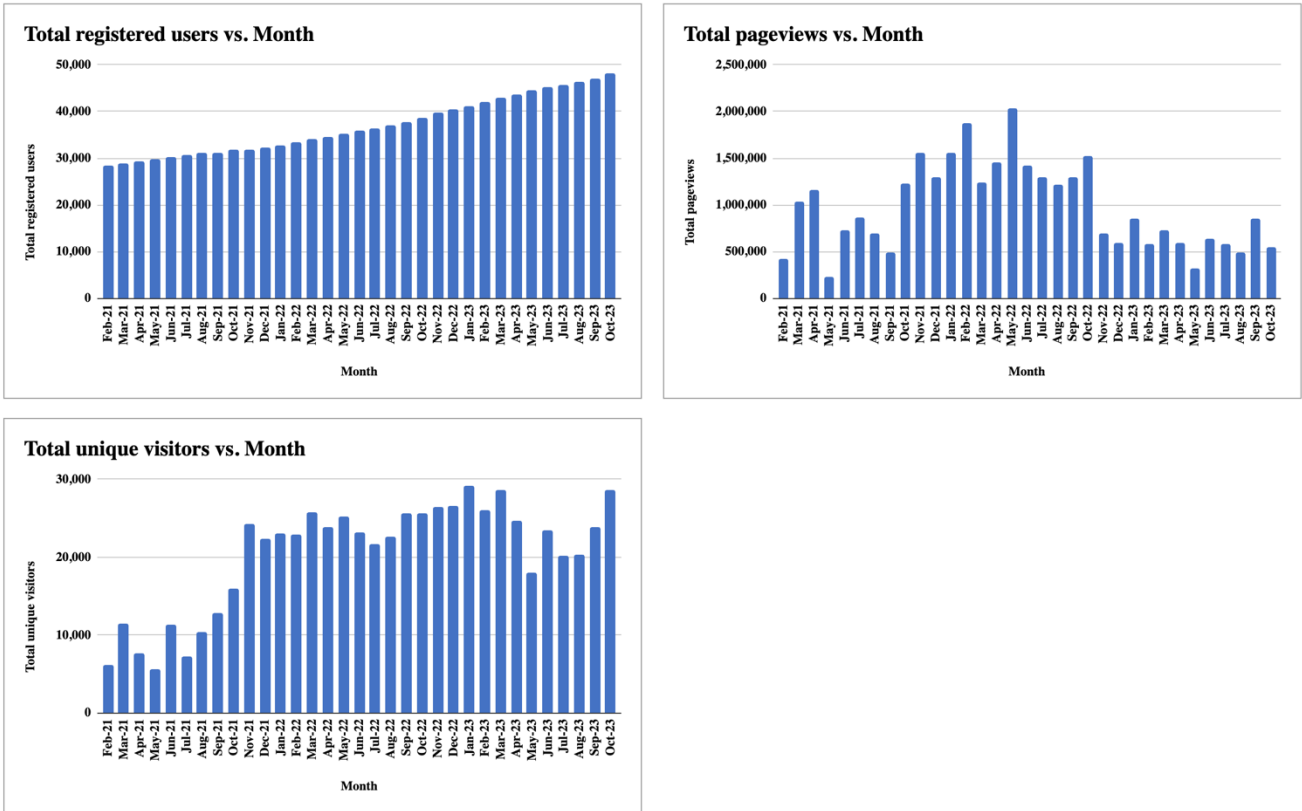 Total registered users vs. Month
50,000
40,000
30,000
20,000
10,000
0
Total registered users
Feb-21
Mar-21
Apr-21
May-21
Jun-21
Jul-21
Aug-21
Sep-21
Oct-21
Nov-21
Dec-21
Jan-22
Feb-22
Mar-22
Apr-22
May-22
Jun-22
Jul-22
Aug-22
Sep-22
Oct-22
Nov-22
Dec-22
Jan-23
Feb-23
Mar-23
Apr-23
May-23
Jun-23
Jul-23
Aug-23
Sep-23
Oct-23
Month
Total pageviews vs. Month
2,500,000
2,000,000
1,500,000
1,000,000
500,000
0
Total pageviews
Feb-21
Mar-21
Apr-21
May-21
Jun-21
Jul-21
Aug-21
Sep-21
Oct-21
Nov-21
Dec-21
Jan-22
Feb-22
Mar-22
Apr-22
May-22
Jun-22
Jul-22
Aug-22
Sep-22
Oct-22
Nov-22
Dec-22
Jan-23
Feb-23
Mar-23
Apr-23
May-23
Jun-23
Jul-23
Aug-23
Sep-23
Oct-23
Month
Total unique visitors vs. Month
30,000
20,000
10,000
0
Total unique visitors
Feb-21
Mar-21
Apr-21
May-21
Jun-21
Jul-21
Aug-21
Sep-21
Oct-21
Nov-21
Dec-21
Jan-22
Feb-22
Mar-22
Apr-22
May-22
Jun-22
Jul-22
Aug-22
Sep-22
Oct-22
Nov-22
Dec-22
Jan-23
Feb-23
Mar-23
Apr-23
May-23
Jun-23
Jul-23
Aug-23
Sep-23
Oct-23
Month